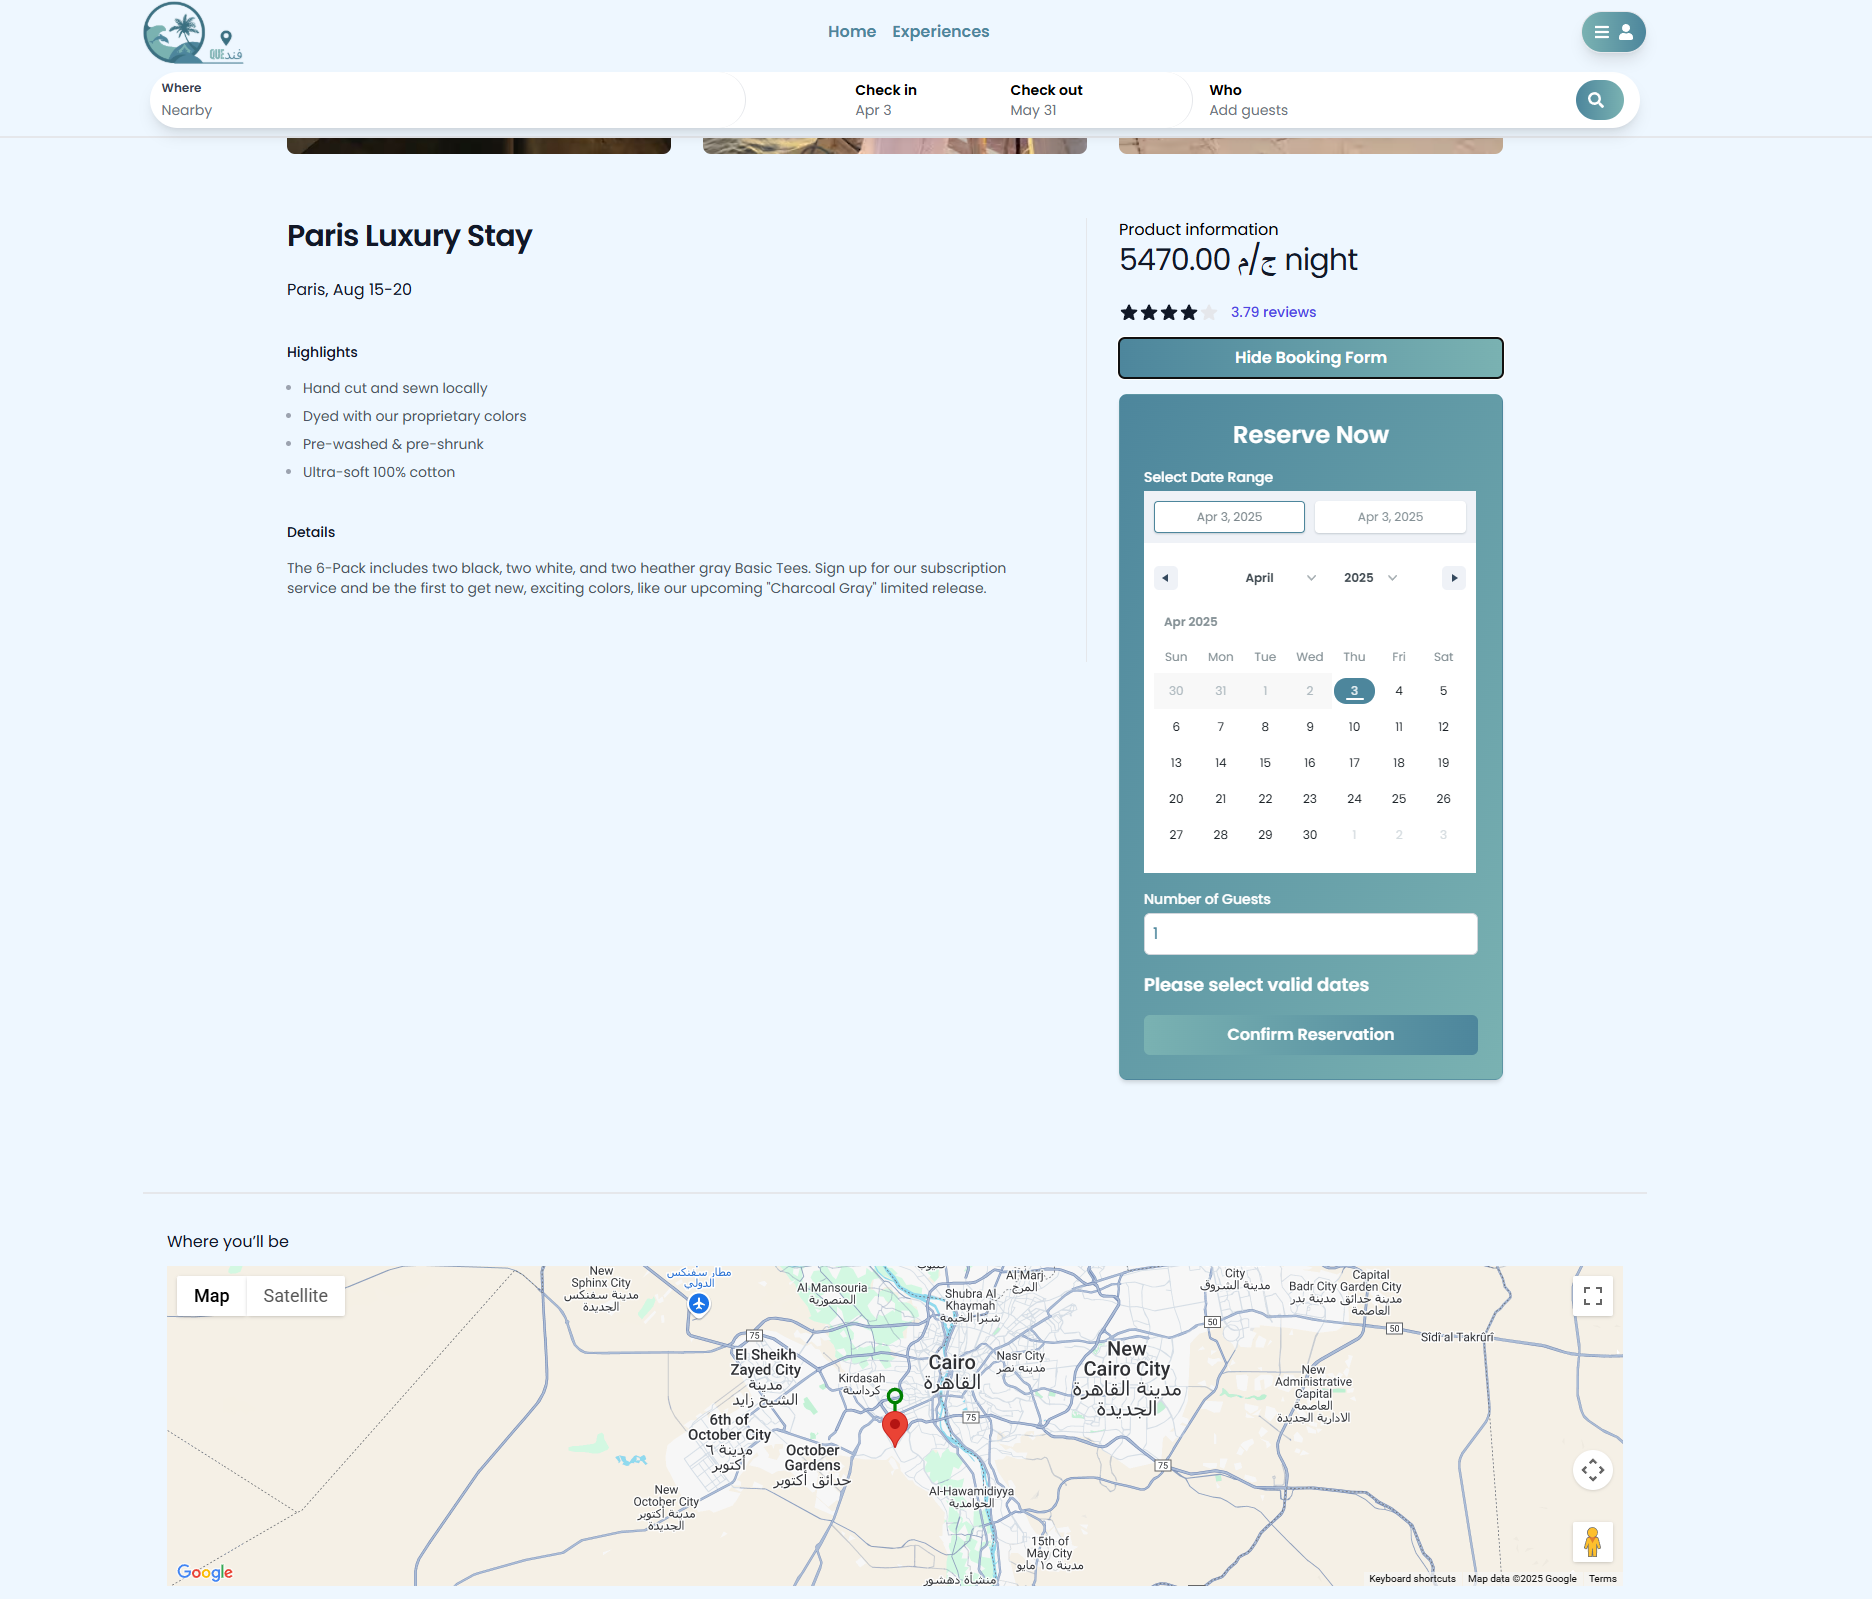 QUEفند
Home Experiences
Where
Nearby
Check in
Apr 3
Check out
May 31
Who
Add guests
Paris Luxury Stay
Paris, Aug 15-20
Highlights
Hand cut and sewn locally
Dyed with our proprietary colors
Pre-washed & pre-shrunk
Ultra-soft 100% cotton
Details
The 6-Pack includes two black, two white, and two heather gray Basic Tees. Sign up for our subscription
service and be the first to get new, exciting colors, like our upcoming "Charcoal Gray" limited release.
Product information
5470.00 ج/م night
3.79 reviews
Hide Booking Form
Reserve Now
Select Date Range
Apr 3, 2025 Apr 3, 2025
April 2025
Apr 2025
Sun Mon Tue Wed Thu Fri Sat
30 31 1 2 3 4 5
6 7 8 9 10 11 12
13 14 15 16 17 18 19
20 21 22 23 24 25 26
27 28 29 30 1 2 3
Number of Guests
1
Please select valid dates
Confirm Reservation
Where you'll be
Map Satellite
New
Sphinx City
مدينة سفنكس
الجديدة
مطار سفنكس
الدولي
Al Mansouria
المنصورية
Shubra Al
Khaymah
شبرا الخيمة
Al Marj
المرج
City
مدينة الشروق
Badr City
مدينة بدر
Capital
Garden City
مدينة حدائق
العاصمة
75
50
50
Sidi al Takrūrī
El Sheikh
Zayed City
مدينة
الشيخ زايد
Kirdasah
كرداسة
Cairo
القاهرة
Nasr City
مدينة نصر
New
Cairo City
مدينة القاهرة
الجديدة
New
Administrative
Capital
العاصمة
الادارية الجديدة
75
6th of
October City
مدينة ٦
أكتوبر
October
Gardens
حدائق أكتوبر
75
New
October City
مدينة أكتوبر
الجديدة
Al-Hawamidiyya
الحوامدية
15th of
May City
مدينة ١٥ مايو
منشأة دهشور
Google
Keyboard shortcuts Map data ©2025 Google Terms